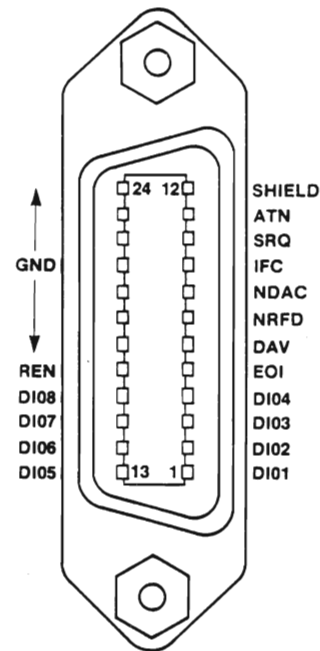 24 12 SHIELD
ATN
SRQ
GND IFC
NDAC
NRFD
DAV
REN EOI
DI08 DI04
DI07 DI03
DI06 DI02
DI05 13 1 DI01